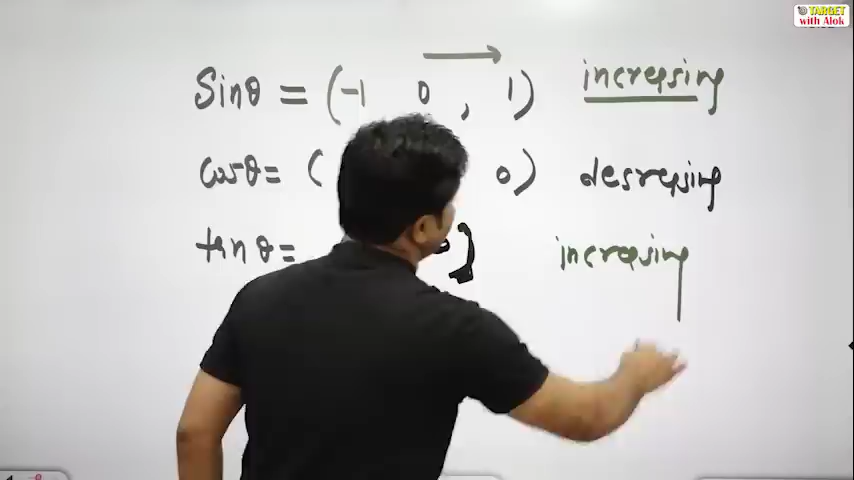 TARGET
with Alok
Sinθ = (-1 0 , 1) increasing
cosθ = ( 0) desreasing
tanθ = ) increasing